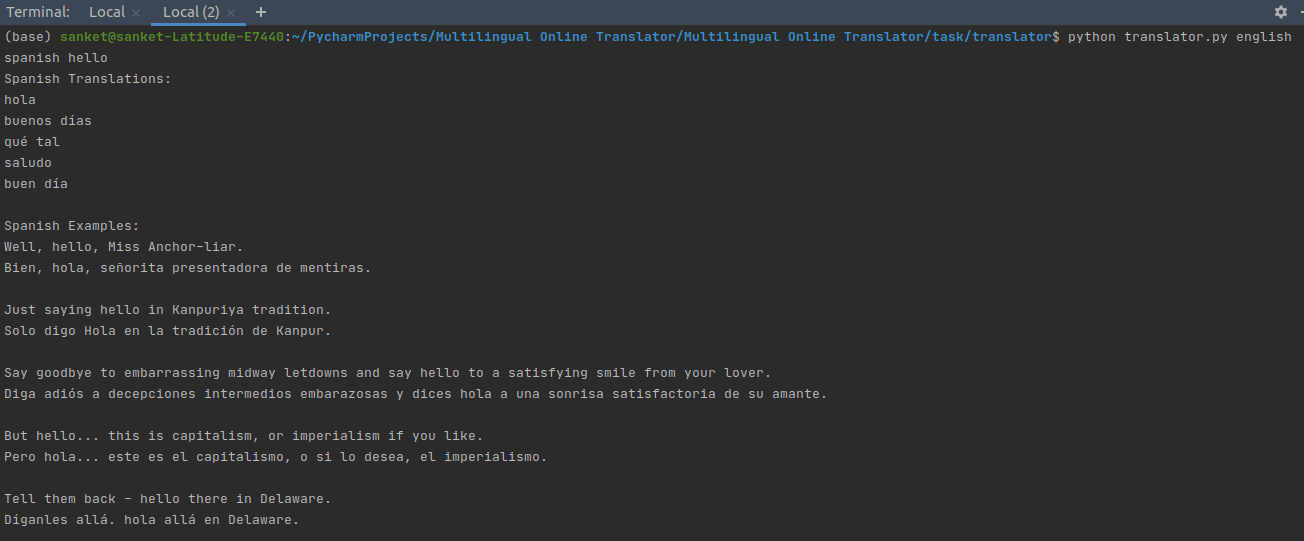 Terminal: Local × Local (2) × +
(base) sanket@sanket-Latitude-E7440:~/PycharmProjects/Multilingual Online Translator/Multilingual Online Translator/task/translator$ python translator.py english
spanish hello
Spanish Translations:
hola
buenos días
qué tal
saludo
buen día
Spanish Examples:
Well, hello, Miss Anchor-liar.
Bien, hola, señorita presentadora de mentiras.
Just saying hello in Kanpuriya tradition.
Solo digo Hola en la tradición de Kanpur.
Say goodbye to embarrassing midway letdowns and say hello to a satisfying smile from your lover.
Diga adiós a decepciones intermedios embarazosas y dices hola a una sonrisa satisfactoria de su amante.
But hello... this is capitalism, or imperialism if you like.
Pero hola... este es el capitalismo, o si lo desea, el imperialismo.
Tell them back - hello there in Delaware.
Díganles allá. hola allá en Delaware.